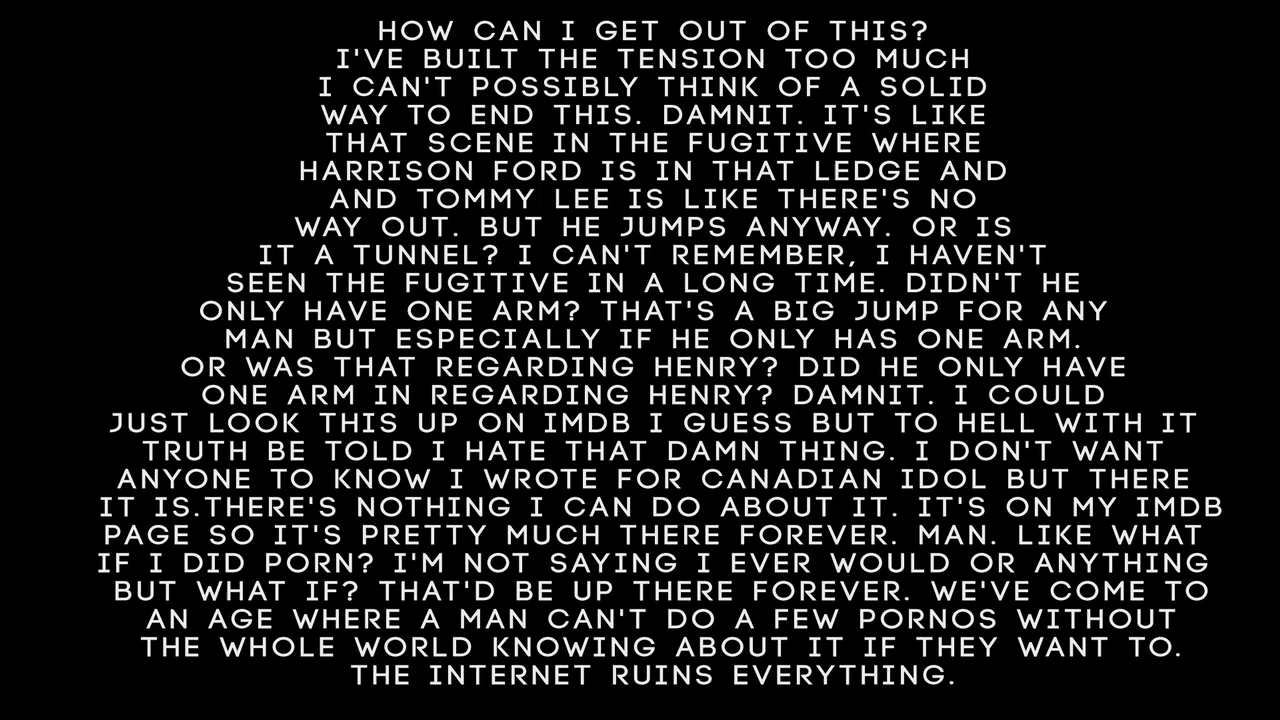 HOW CAN I GET OUT OF THIS?
I'VE BUILT THE TENSION TOO MUCH
I CAN'T POSSIBLY THINK OF A SOLID
WAY TO END THIS. DAMNIT. IT'S LIKE
THAT SCENE IN THE FUGITIVE WHERE
HARRISON FORD IS IN THAT LEDGE AND
AND TOMMY LEE IS LIKE THERE'S NO
WAY OUT. BUT HE JUMPS ANYWAY. OR IS
IT A TUNNEL? I CAN'T REMEMBER, I HAVEN'T
SEEN THE FUGITIVE IN A LONG TIME. DIDN'T HE
ONLY HAVE ONE ARM? THAT'S A BIG JUMP FOR ANY
MAN BUT ESPECIALLY IF HE ONLY HAS ONE ARM.
OR WAS THAT REGARDING HENRY? DID HE ONLY HAVE
ONE ARM IN REGARDING HENRY? DAMNIT. I COULD
JUST LOOK THIS UP ON IMDB I GUESS BUT TO HELL WITH IT
TRUTH BE TOLD I HATE THAT DAMN THING. I DON'T WANT
ANYONE TO KNOW I WROTE FOR CANADIAN IDOL BUT THERE
IT IS.THERE'S NOTHING I CAN DO ABOUT IT. IT'S ON MY IMDB
PAGE SO IT'S PRETTY MUCH THERE FOREVER. MAN. LIKE WHAT
IF I DID PORN? I'M NOT SAYING I EVER WOULD OR ANYTHING
BUT WHAT IF? THAT'D BE UP THERE FOREVER. WE'VE COME TO
AN AGE WHERE A MAN CAN'T DO A FEW PORNOS WITHOUT
THE WHOLE WORLD KNOWING ABOUT IT IF THEY WANT TO.
THE INTERNET RUINS EVERYTHING.